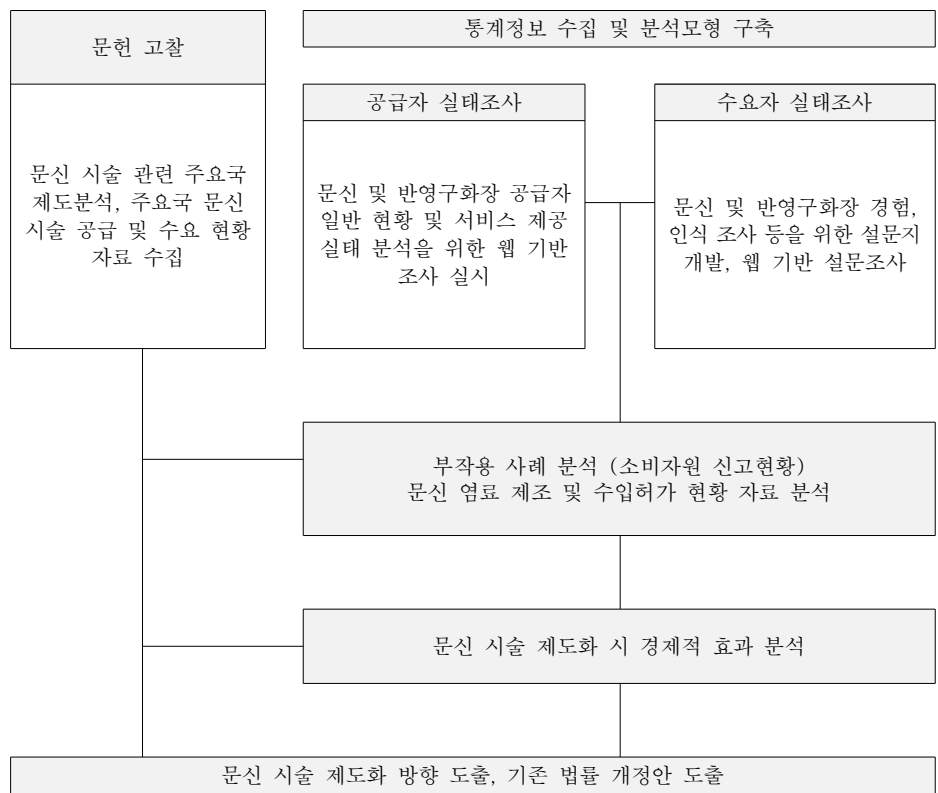 문헌 고찰
문신 시술 관련 주요국
제도분석, 주요국 문신
시술 공급 및 수요 현황
자료 수집
통계정보 수집 및 분석모형 구축
공급자 실태조사
문신 및 반영구화장 공급자
일반 현황 및 서비스 제공
실태 분석을 위한 웹 기반
조사 실시
수요자 실태조사
문신 및 반영구화장 경험,
인식 조사 등을 위한 설문지
개발, 웹 기반 설문조사
부작용 사례 분석 (소비자원 신고현황)
문신 염료 제조 및 수입허가 현황 자료 분석
문신 시술 제도화 시 경제적 효과 분석
문신 시술 제도화 방향 도출, 기존 법률 개정안 도출